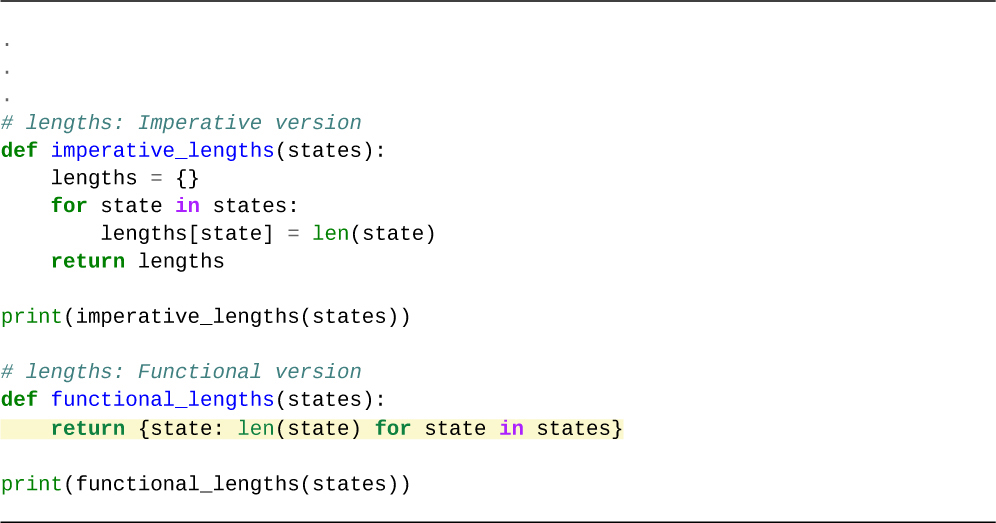 .
.
.
# lengths: Imperative version
def imperative_lengths(states):
    lengths = {}
    for state in states:
        lengths[state] = len(state)
    return lengths

print(imperative_lengths(states))

# lengths: Functional version
def functional_lengths(states):
    return {state: len(state) for state in states}

print(functional_lengths(states))